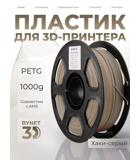 ПЛАСТИК
ДЛЯ 3D-ПРИНТЕРА
PETG
1000g
Совместим
с AMS
BYNET
3D
Хаки-серый